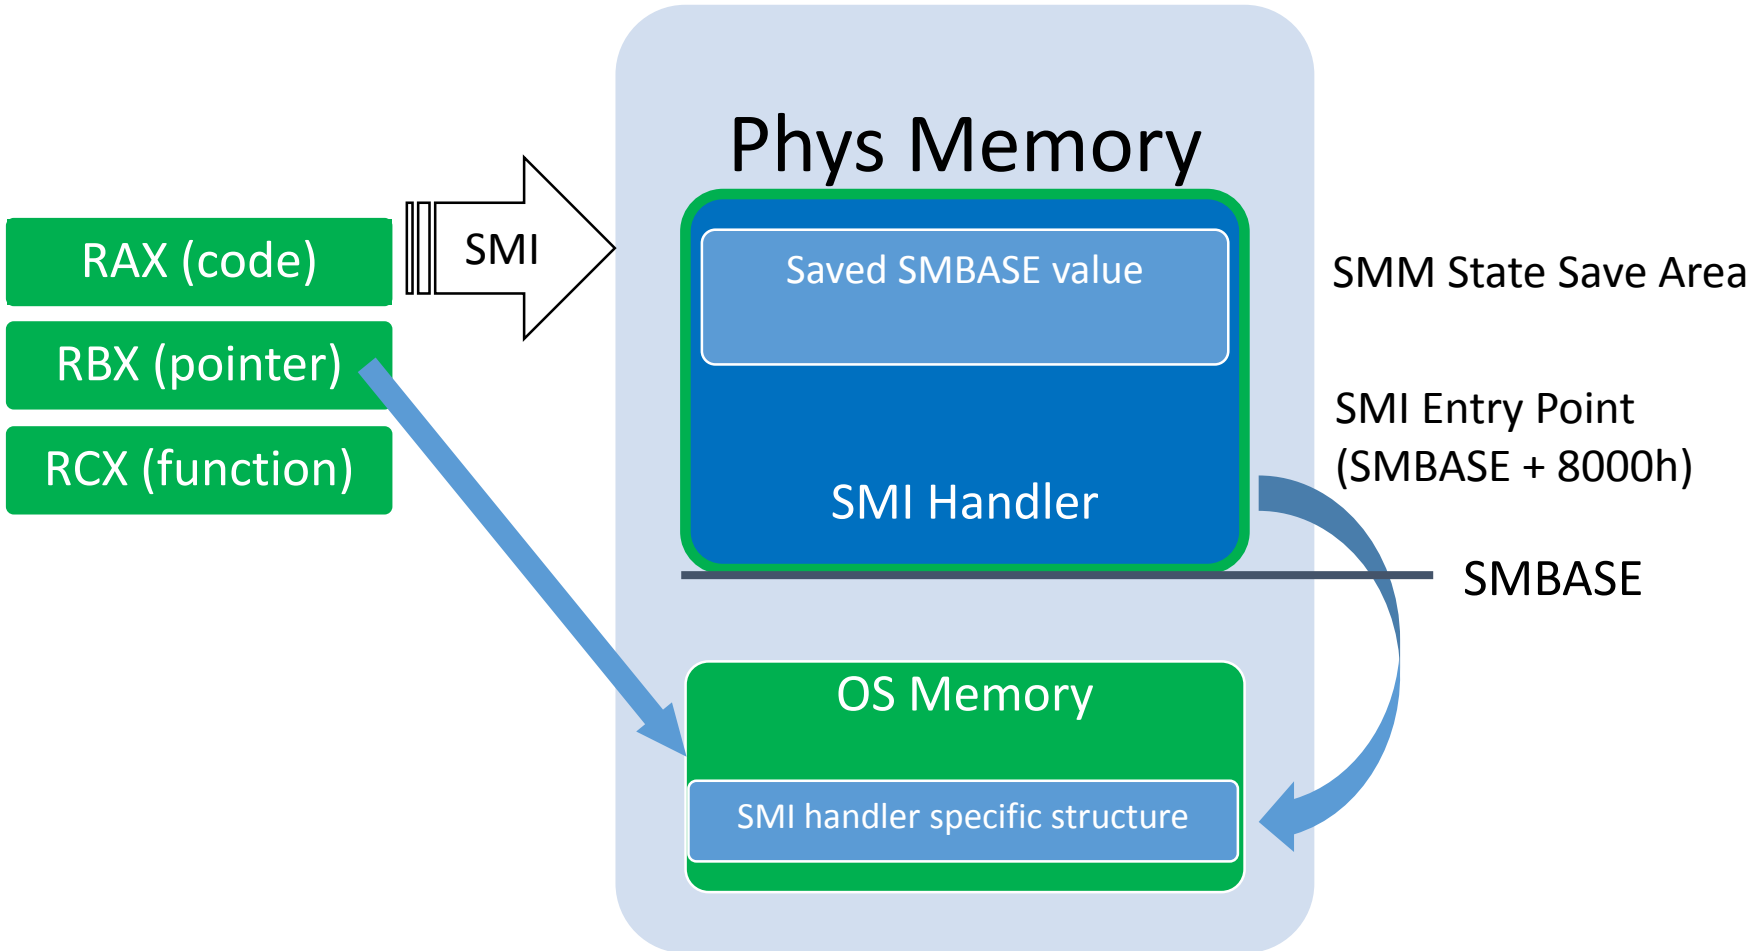 Phys Memory
RAX (code)
RBX (pointer)
RCX (function)
SMI
Saved SMBASE value
SMM State Save Area
SMI Entry Point
(SMBASE + 8000h)
SMI Handler
SMBASE
OS Memory
SMI handler specific structure